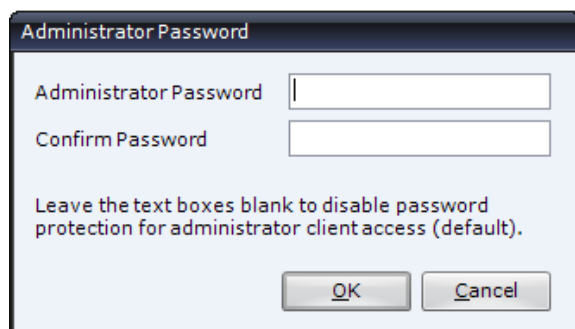 Administrator Password
Administrator Password
Confirm Password
Leave the text boxes blank to disable password
protection for administrator client access (default).
OK Cancel